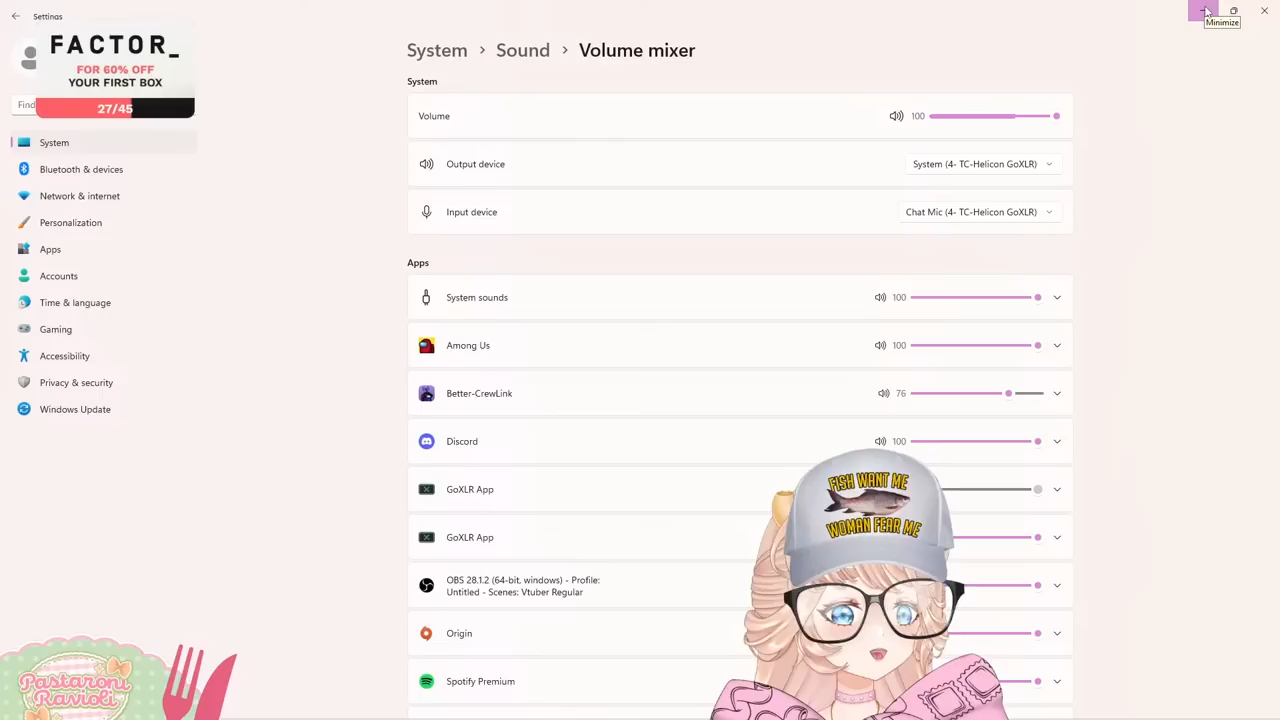 Settings
Minimize
FACTOR_
FOR 60% OFF
YOUR FIRST BOX
27/45
Find
System
Bluetooth & devices
Network & internet
Personalization
Apps
Accounts
Time & language
Gaming
Accessibility
Privacy & security
Windows Update
System > Sound > Volume mixer
System
Volume 100
Output device System (4- TC-Helicon GoXLR)
Input device Chat Mic (4- TC-Helicon GoXLR)
Apps
System sounds 100
Among Us 100
Better-CrewLink 76
Discord 100
GoXLR App
GoXLR App
OBS 28.1.2 (64-bit, windows) - Profile:
Untitled - Scenes: Vtuber Regular
Origin
Spotify Premium
FISH WANT ME
WOMAN FEAR ME
Pastaroni
Ravioli